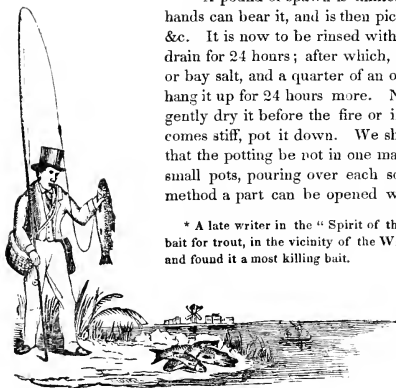 hands can bear it, and is then pic
&c. It is now to be rinsed with
drain for 24 hours; after which,
or bay salt, and a quarter of an o
hang it up for 24 hours more. N
gently dry it before the fire or i
comes stiff, pot it down. We sh
that the potting be not in one ma
small pots, pouring over each so
method a part can be opened w
* A late writer in the “ Spirit of th
bait for trout, in the vicinity of the W
and found it a most killing bait.